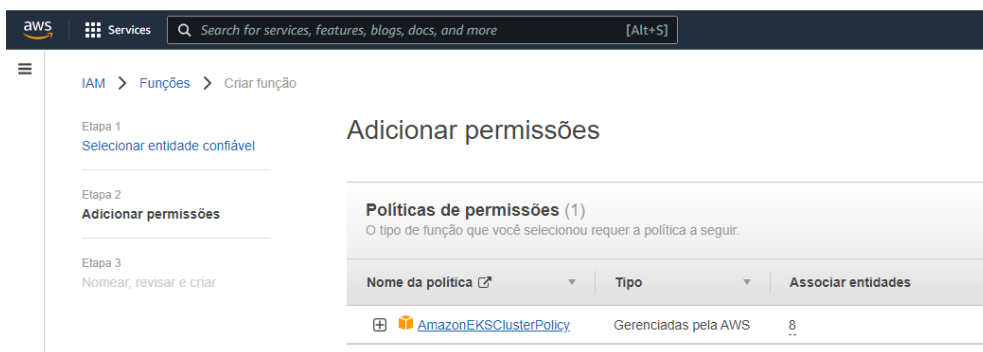 aws
Services
Search for services, features, blogs, docs, and more [Alt+S]
IAM > Funções > Criar função
Etapa 1
Selecionar entidade confiável
Etapa 2
Adicionar permissões
Etapa 3
Nomear, revisar e criar
Adicionar permissões
Políticas de permissões (1)
O tipo de função que você selecionou requer a política a seguir.
Nome da política Tipo Associar entidades
AmazonEKSClusterPolicy Gerenciadas pela AWS 8